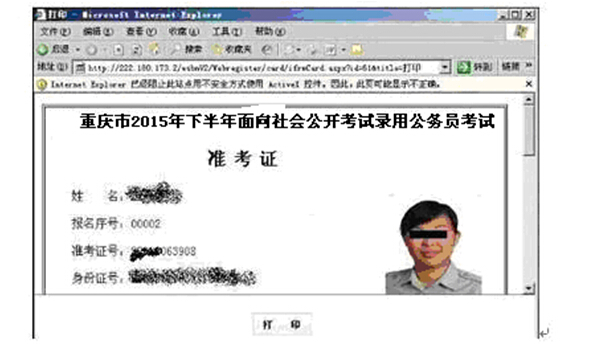 打印 - Microsoft Internet Explorer
文件(F) 编辑(E) 查看(V) 收藏(A) 工具(T) 帮助(H)
后退 搜索 收藏夹
地址(D) 转到 链接
Internet Explorer 已经阻止此站点用不安全方式使用 ActiveX 控件。因此，此页可能显示不正确。
重庆市2015年下半年面向社会公开考试录用公务员考试
准考证
姓 名：
报名序号：00002
准考证号： 063908
身份证号：
打 印